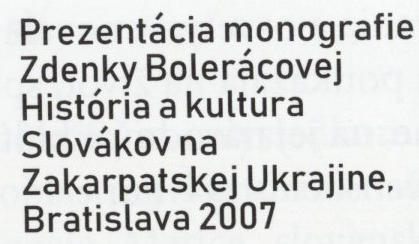 Prezentácia monografie
Zdenky Bolerácovej
História a kultúra
Slovákov na
Zakarpatskej Ukrajine,
Bratislava 2007